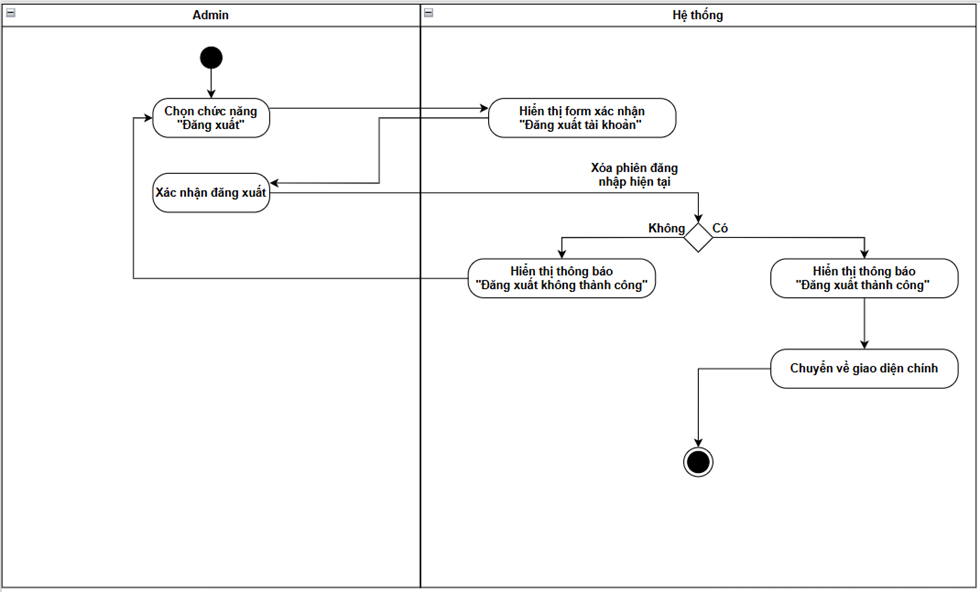 Admin
Hệ thống
Chọn chức năng
"Đăng xuất"
Hiển thị form xác nhận
"Đăng xuất tài khoản"
Xác nhận đăng xuất
Xóa phiên đăng
nhập hiện tại
Không
Có
Hiển thị thông báo
"Đăng xuất không thành công"
Hiển thị thông báo
"Đăng xuất thành công"
Chuyển về giao diện chính